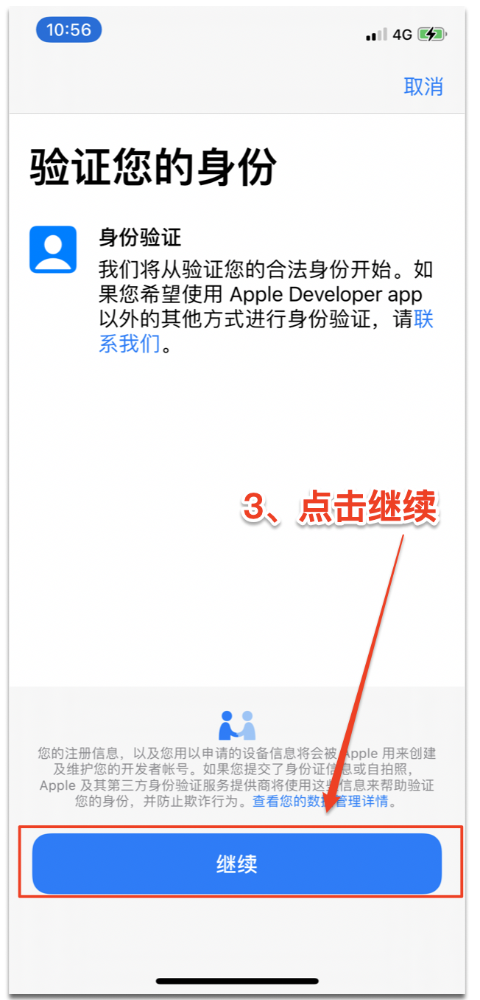 10:56
4G
取消
验证您的身份
身份验证
我们将从验证您的合法身份开始。如
果您希望使用 Apple Developer app
以外的其他方式进行身份验证，请联
系我们。
3、点击继续
您的注册信息，以及您用以申请的设备信息将会被 Apple 用来创建
及维护您的开发者帐号。如果您提交了身份证信息或自拍照，
Apple 及其第三方身份验证服务提供商将使用这些信息来帮助验证
您的身份，并防止欺诈行为。查看您的数据管理详情。
继续